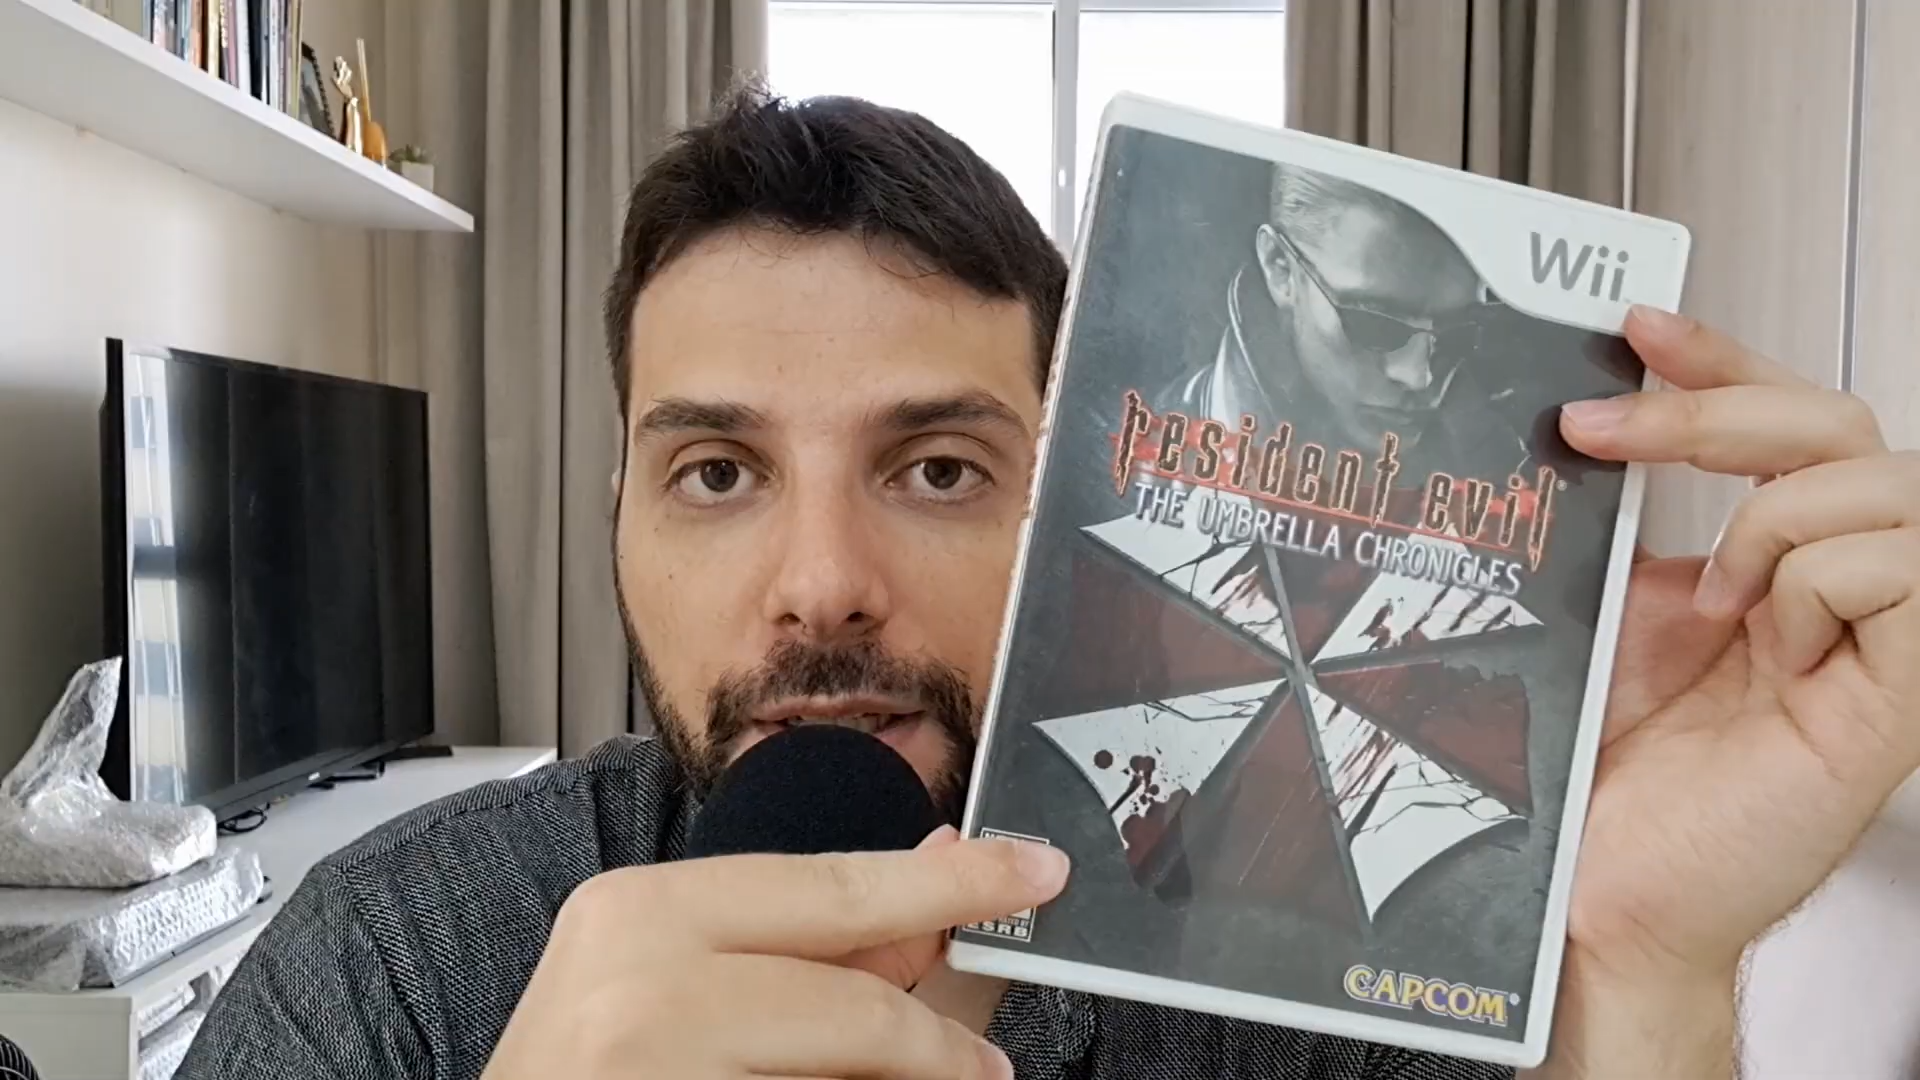 Wii
resident evil®
THE UMBRELLA CHRONICLES
ESRB
CAPCOM®